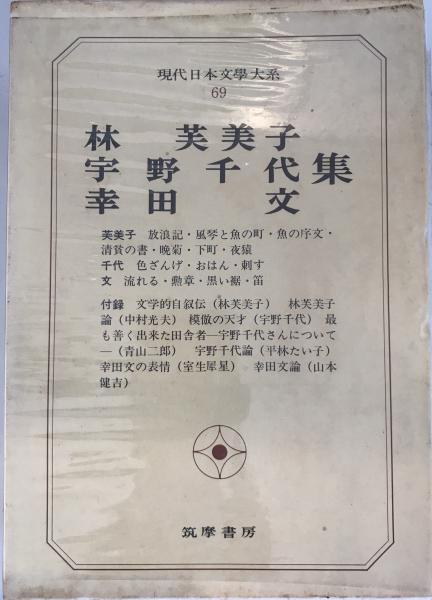 現代日本文學大系
69
林 芙美子
宇野千代 集
幸田 文
芙美子 放浪記・風琴と魚の町・魚の序文・
清貧の書・晩菊・下町・夜猿
千代 色ざんげ・おはん・刺す
文 流れる・勲章・黒い裾・笛
付録 文学的自叙伝(林芙美子) 林芙美子
論(中村光夫) 模倣の天才(宇野千代) 最
も善く出来た田舎者―宇野千代さんについて
―(青山二郎) 宇野千代論(平林たい子)
幸田文の表情(室生犀星) 幸田文論(山本
健吉)
筑摩書房